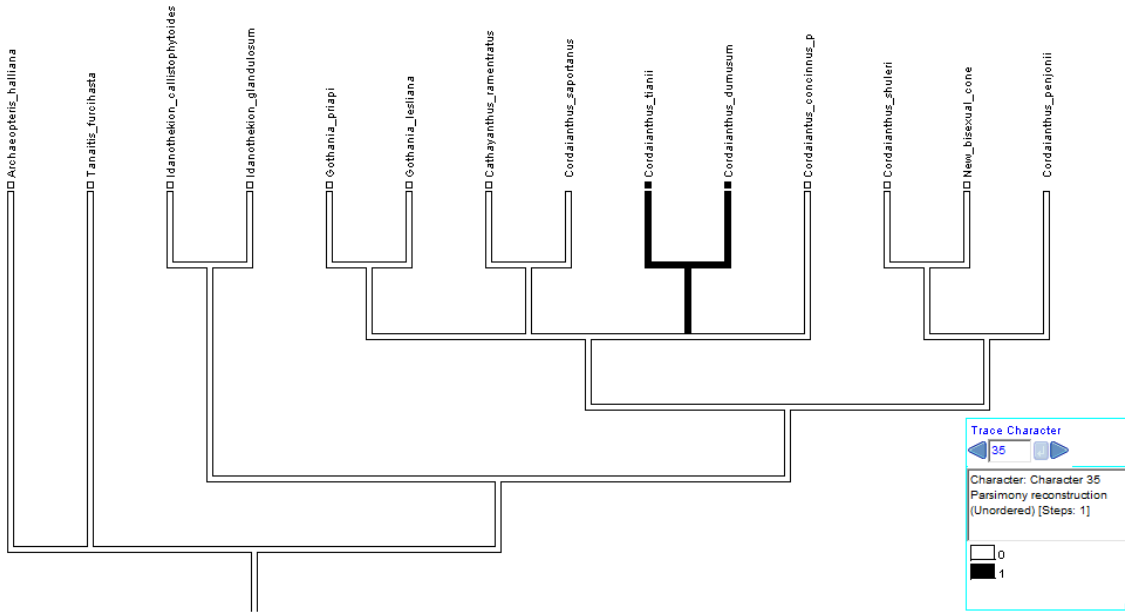 Archaeopteris_halliana
Tanaitis_furcihasta
Idanothekion_callistophytoides
Idanothekion_glandulosum
Gothania_priapi
Gothania_lesliana
Cathayanthus_ramentratus
Cordaianthus_saportanus
Cordaianthus_tianii
Cordaianthus_dumusum
Cordaiantus_concinnus_p
Cordaianthus_shuleri
New_bisexual_cone
Cordaianthus_penjonii
Trace Character
35
Character: Character 35
Parsimony reconstruction
(Unordered) [Steps: 1]
0
1